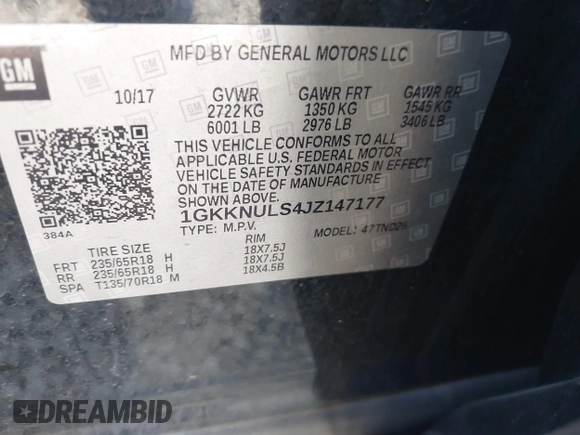 GM
MFD BY GENERAL MOTORS LLC
10/17 GVWR GAWR FRT GAWR RR
2722 KG 1350 KG 1545 KG
6001 LB 2976 LB 3406 LB
THIS VEHICLE CONFORMS TO ALL
APPLICABLE U.S. FEDERAL MOTOR
VEHICLE SAFETY STANDARDS IN EFFECT
ON THE DATE OF MANUFACTURE
SHOWN ABOVE.
1GKKNULS4JZ147177
384A
TYPE: M.P.V. MODEL: 47TND26
TIRE SIZE RIM
FRT 235/65R18 H 18X7.5J
RR 235/65R18 H 18X7.5J
SPA T135/70R18 M 18X4.5B
DREAMBID